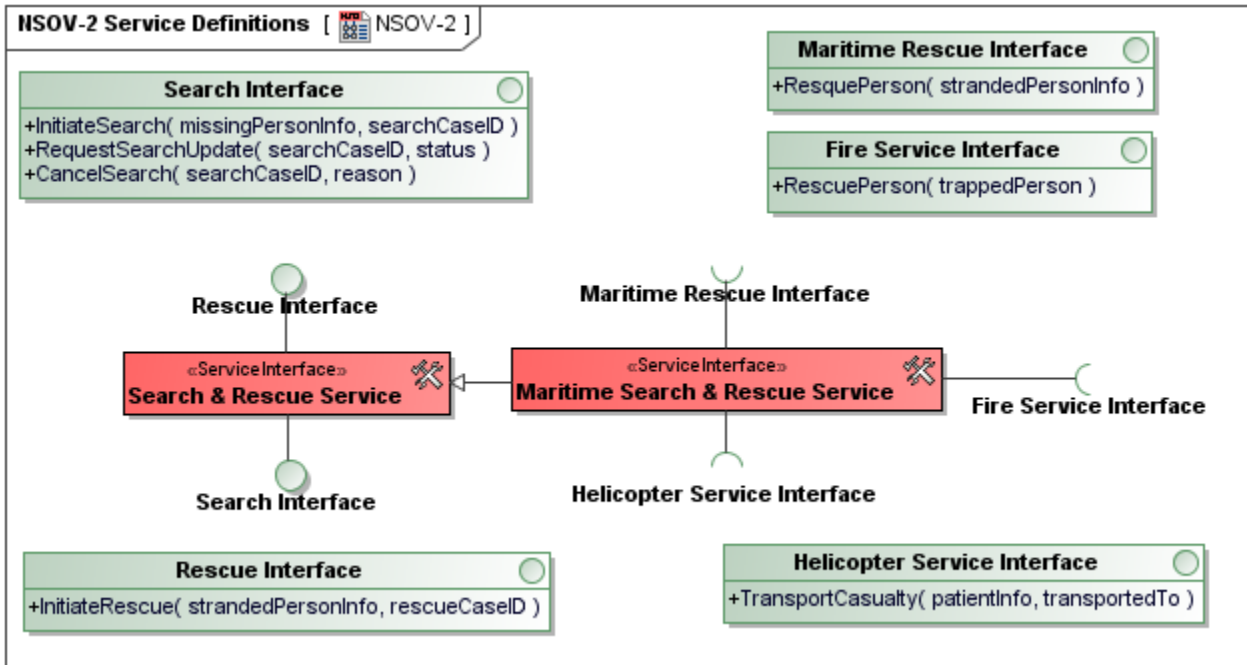 NSOV-2 Service Definitions [ NSOV-2 ]
Maritime Rescue Interface
+ResquePerson( strandedPersonInfo )
Search Interface
+InitiateSearch( missingPersonInfo, searchCaseID )
+RequestSearchUpdate( searchCaseID, status )
+CancelSearch( searchCaseID, reason )
Fire Service Interface
+RescuePerson( trappedPerson )
Rescue Interface
Maritime Rescue Interface
«ServiceInterface»
Search & Rescue Service
«ServiceInterface»
Maritime Search & Rescue Service
Fire Service Interface
Search Interface
Helicopter Service Interface
Rescue Interface
+InitiateRescue( strandedPersonInfo, rescueCaseID )
Helicopter Service Interface
+TransportCasualty( patientInfo, transportedTo )